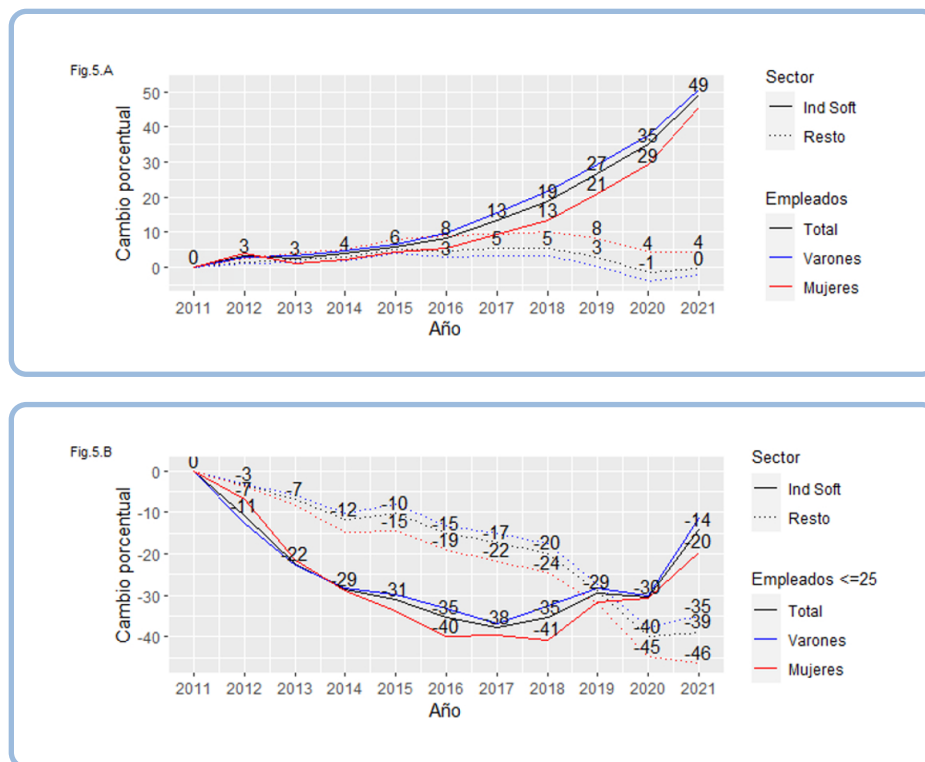 Fig.5.A
Cambio porcentual
50
40
30
20
10
0
0 3 3 4 6 8 13 19 27 35 49
3 5 13 21 29
5 8 4 4
3 -1 0
2011 2012 2013 2014 2015 2016 2017 2018 2019 2020 2021
Año
Sector
Ind Soft
Resto
Empleados
Total
Varones
Mujeres
Fig.5.B
Cambio porcentual
0
-10
-20
-30
-40
0 -3 -7 -12 -10 -15 -17 -20 -29 -30 -14
-7 -15 -19 -22 -24 -20
-11 -22 -29 -31 -35 -38 -35 -40 -35
-40 -41 -45 -39
-46
2011 2012 2013 2014 2015 2016 2017 2018 2019 2020 2021
Año
Sector
Ind Soft
Resto
Empleados <=25
Total
Varones
Mujeres